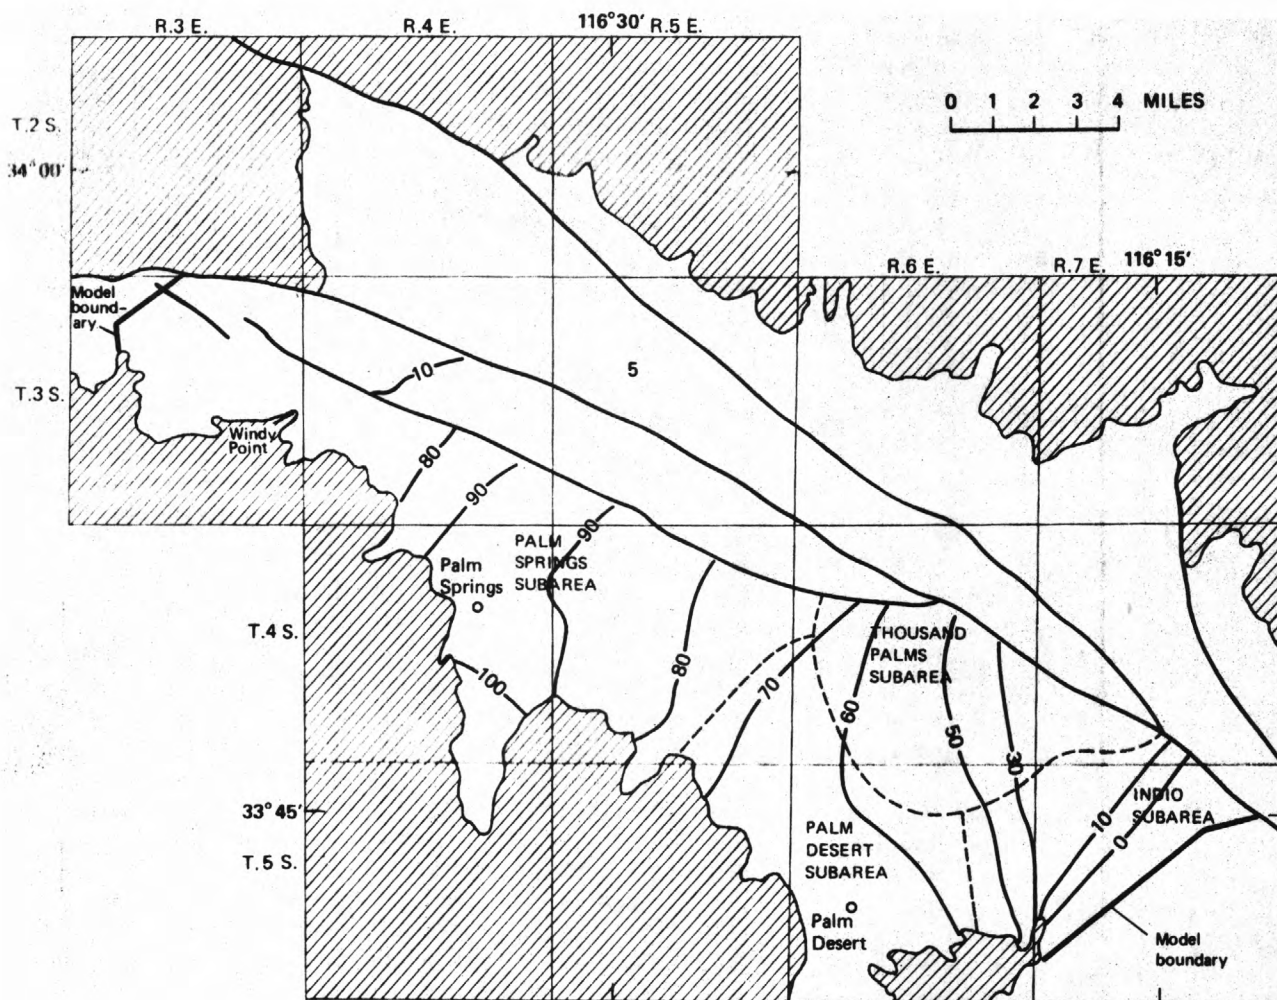 R.3 E.
R.4 E.
116°30'
R.5 E.
0 1 2 3 4 MILES
T.2 S.
34°00'
R.6 E.
R.7 E.
116°15'
Model
bound-
ary
10
5
T.3 S.
Windy
Point
80
90
90
PALM
SPRINGS
SUBAREA
Palm
Springs
T.4 S.
100
80
70
60
50
30
THOUSAND
PALMS
SUBAREA
33°45'
10
0
INDIO
SUBAREA
T.5 S.
PALM
DESERT
SUBAREA
Palm
Desert
Model
boundary